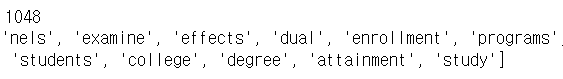 1048
'nels', 'examine', 'effects', 'dual', 'enrollment', 'programs',
'students', 'college', 'degree', 'attainment', 'study']